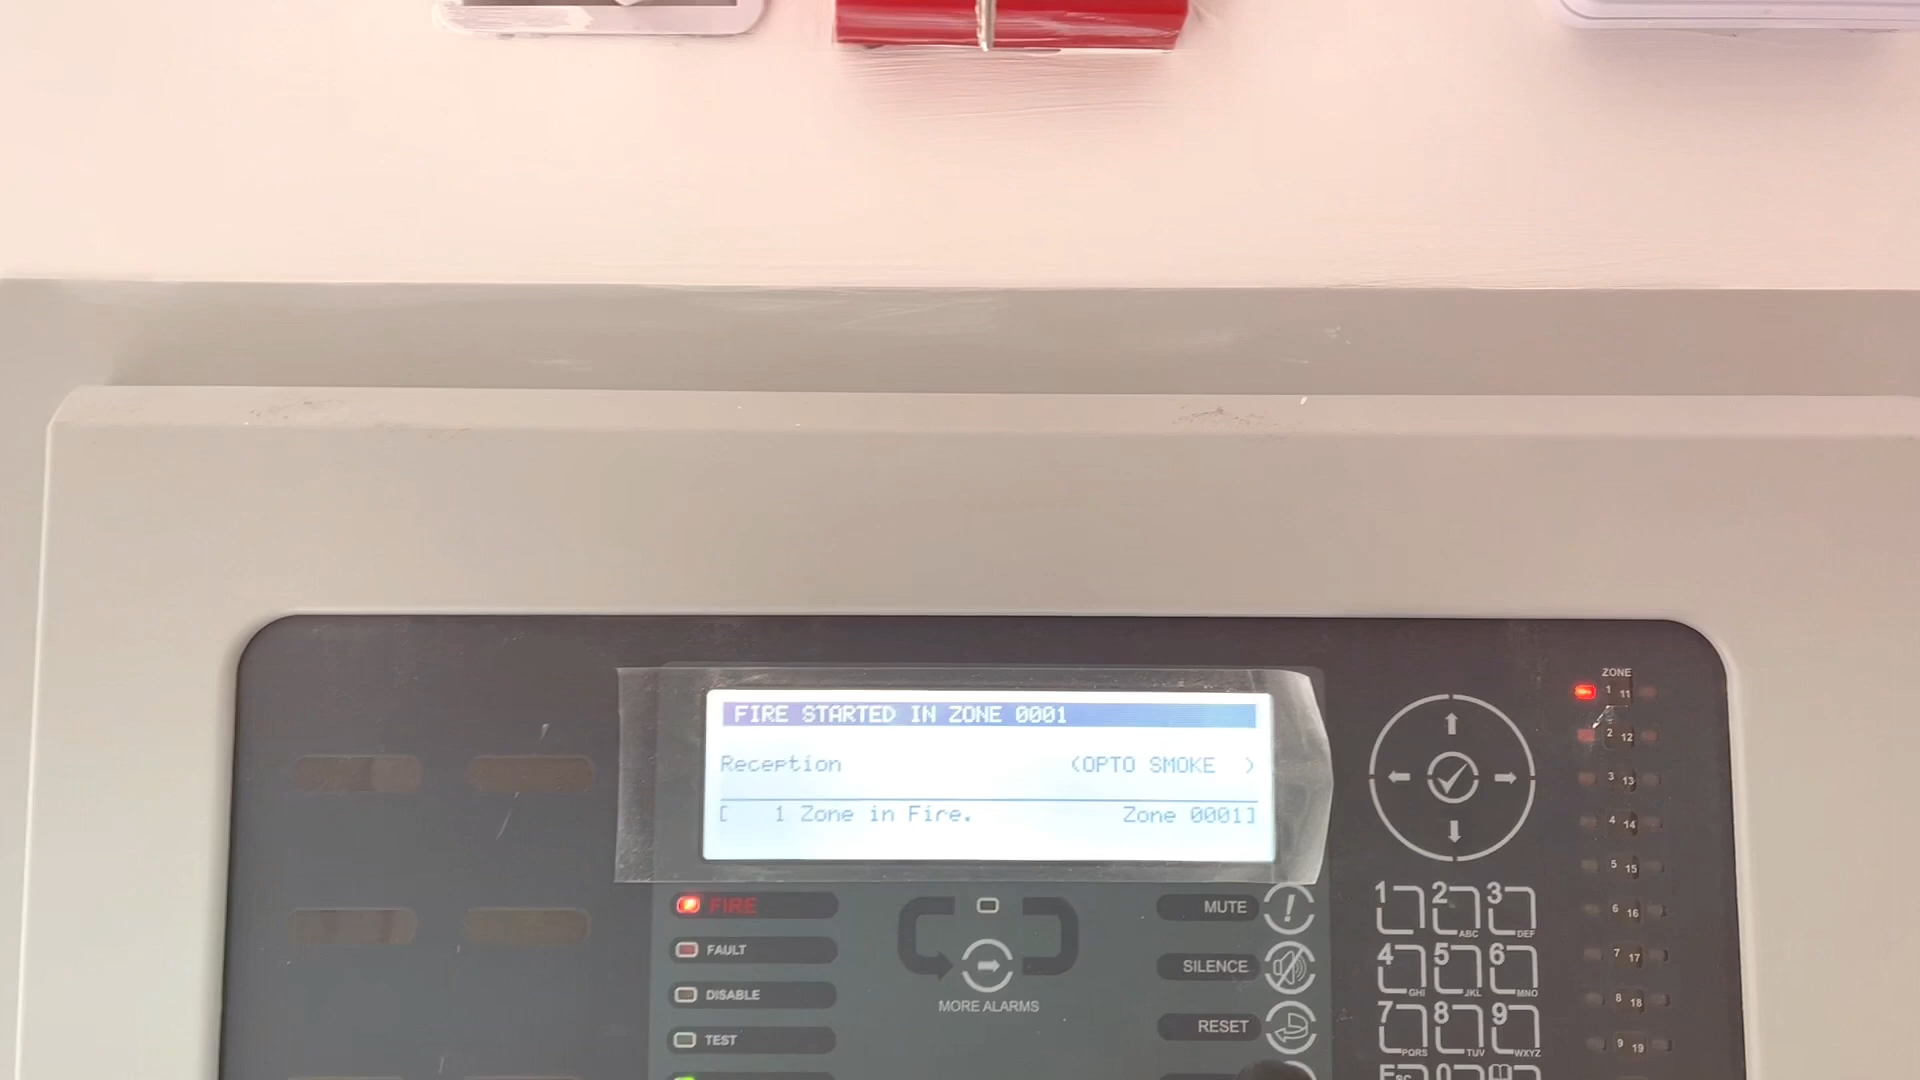 FIRE STARTED IN ZONE 0001
Reception (OPTO SMOKE )
[ 1 Zone in Fire. Zone 0001]
FIRE
FAULT
DISABLE
TEST
MORE ALARMS
MUTE
SILENCE
RESET
1
2 ABC
3 DEF
4 GHI
5 JKL
6 MNO
7 PQRS
8 TUV
9 WXYZ
Esc
0
ZONE
1 11
2 12
3 13
4 14
5 15
6 16
7 17
8 18
9 19